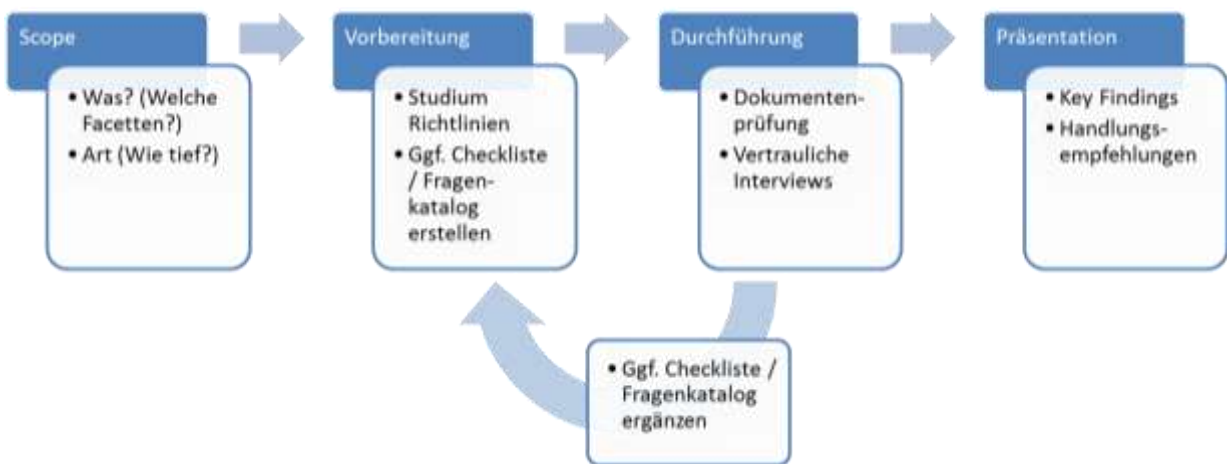 Scope
• Was? (Welche
Facetten?)
• Art (Wie tief?)
Vorbereitung
• Studium
Richtlinien
• Ggf. Checkliste
/ Fragen-
katalog
erstellen
Durchführung
• Dokumenten-
prüfung
• Vertrauliche
Interviews
Präsentation
• Key Findings
• Handlungs-
empfehlungen
• Ggf. Checkliste /
Fragenkatalog
ergänzen